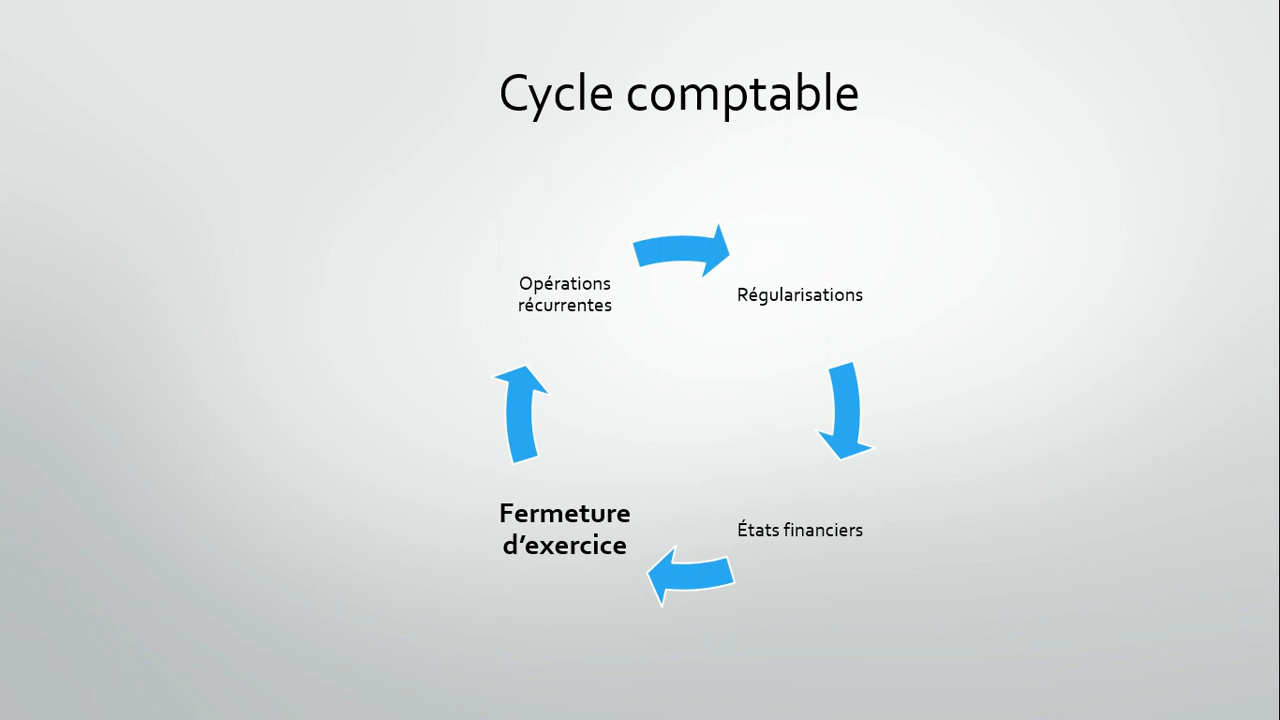 Cycle comptable
Opérations
récurrentes
Régularisations
États financiers
Fermeture
d’exercice